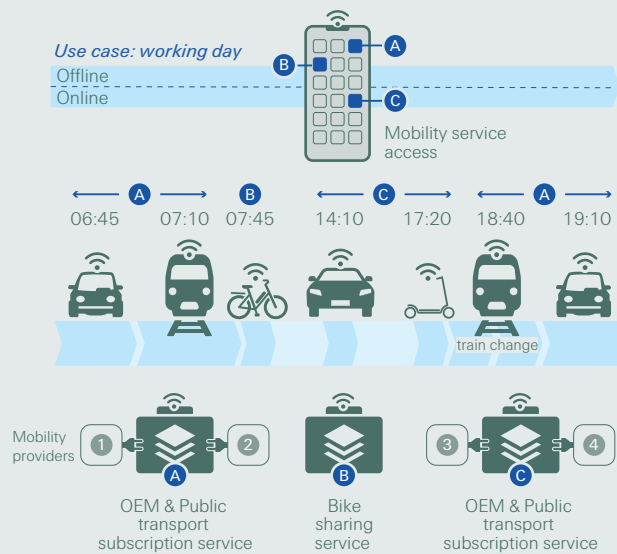 Use case: working day
A
B
Offline
Online
C
Mobility service
access
A B C A
06:45 07:10 07:45 14:10 17:20 18:40 19:10
train change
Mobility
providers
1 2 3 4
A B C
OEM & Public
transport
subscription service
Bike
sharing
service
OEM & Public
transport
subscription service